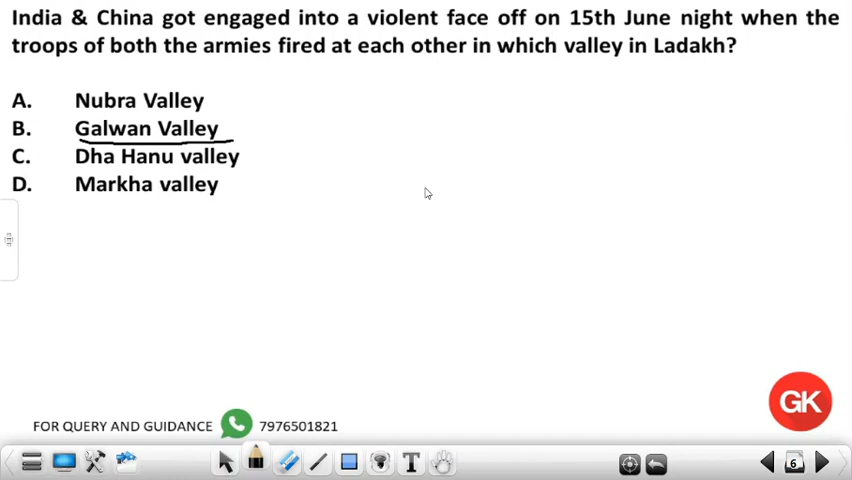 India & China got engaged into a violent face off on 15th June night when the
troops of both the armies fired at each other in which valley in Ladakh?
A. Nubra Valley
B. Galwan Valley
C. Dha Hanu valley
D. Markha valley
GK
FOR QUERY AND GUIDANCE 7976501821
T 6